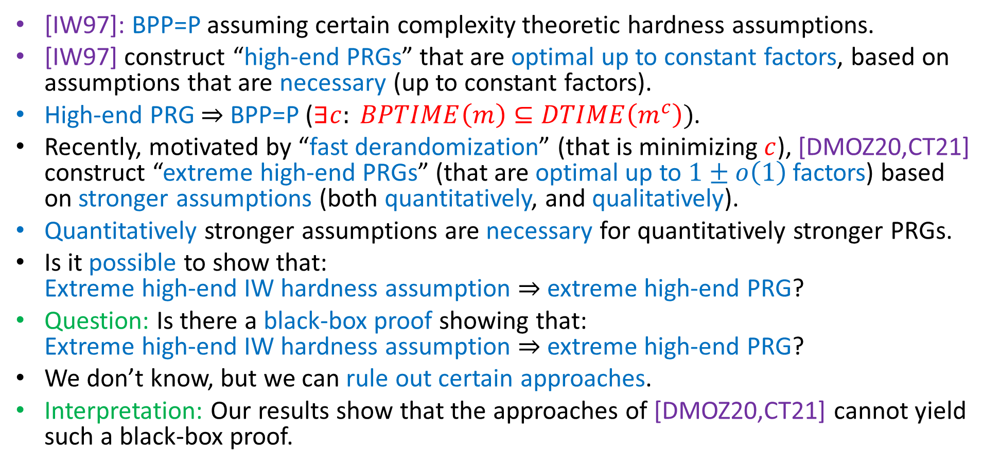 • [IW97]: BPP=P assuming certain complexity theoretic hardness assumptions.
• [IW97] construct “high-end PRGs” that are optimal up to constant factors, based on
assumptions that are necessary (up to constant factors).
• High-end PRG ⇒ BPP=P (∃c: BPTIME(m) ⊆ DTIME(m^c)).
• Recently, motivated by “fast derandomization” (that is minimizing c), [DMOZ20,CT21]
construct “extreme high-end PRGs” (that are optimal up to 1 ± o(1) factors) based
on stronger assumptions (both quantitatively, and qualitatively).
• Quantitatively stronger assumptions are necessary for quantitatively stronger PRGs.
• Is it possible to show that:
Extreme high-end IW hardness assumption ⇒ extreme high-end PRG?
• Question: Is there a black-box proof showing that:
Extreme high-end IW hardness assumption ⇒ extreme high-end PRG?
• We don’t know, but we can rule out certain approaches.
• Interpretation: Our results show that the approaches of [DMOZ20,CT21] cannot yield
such a black-box proof.